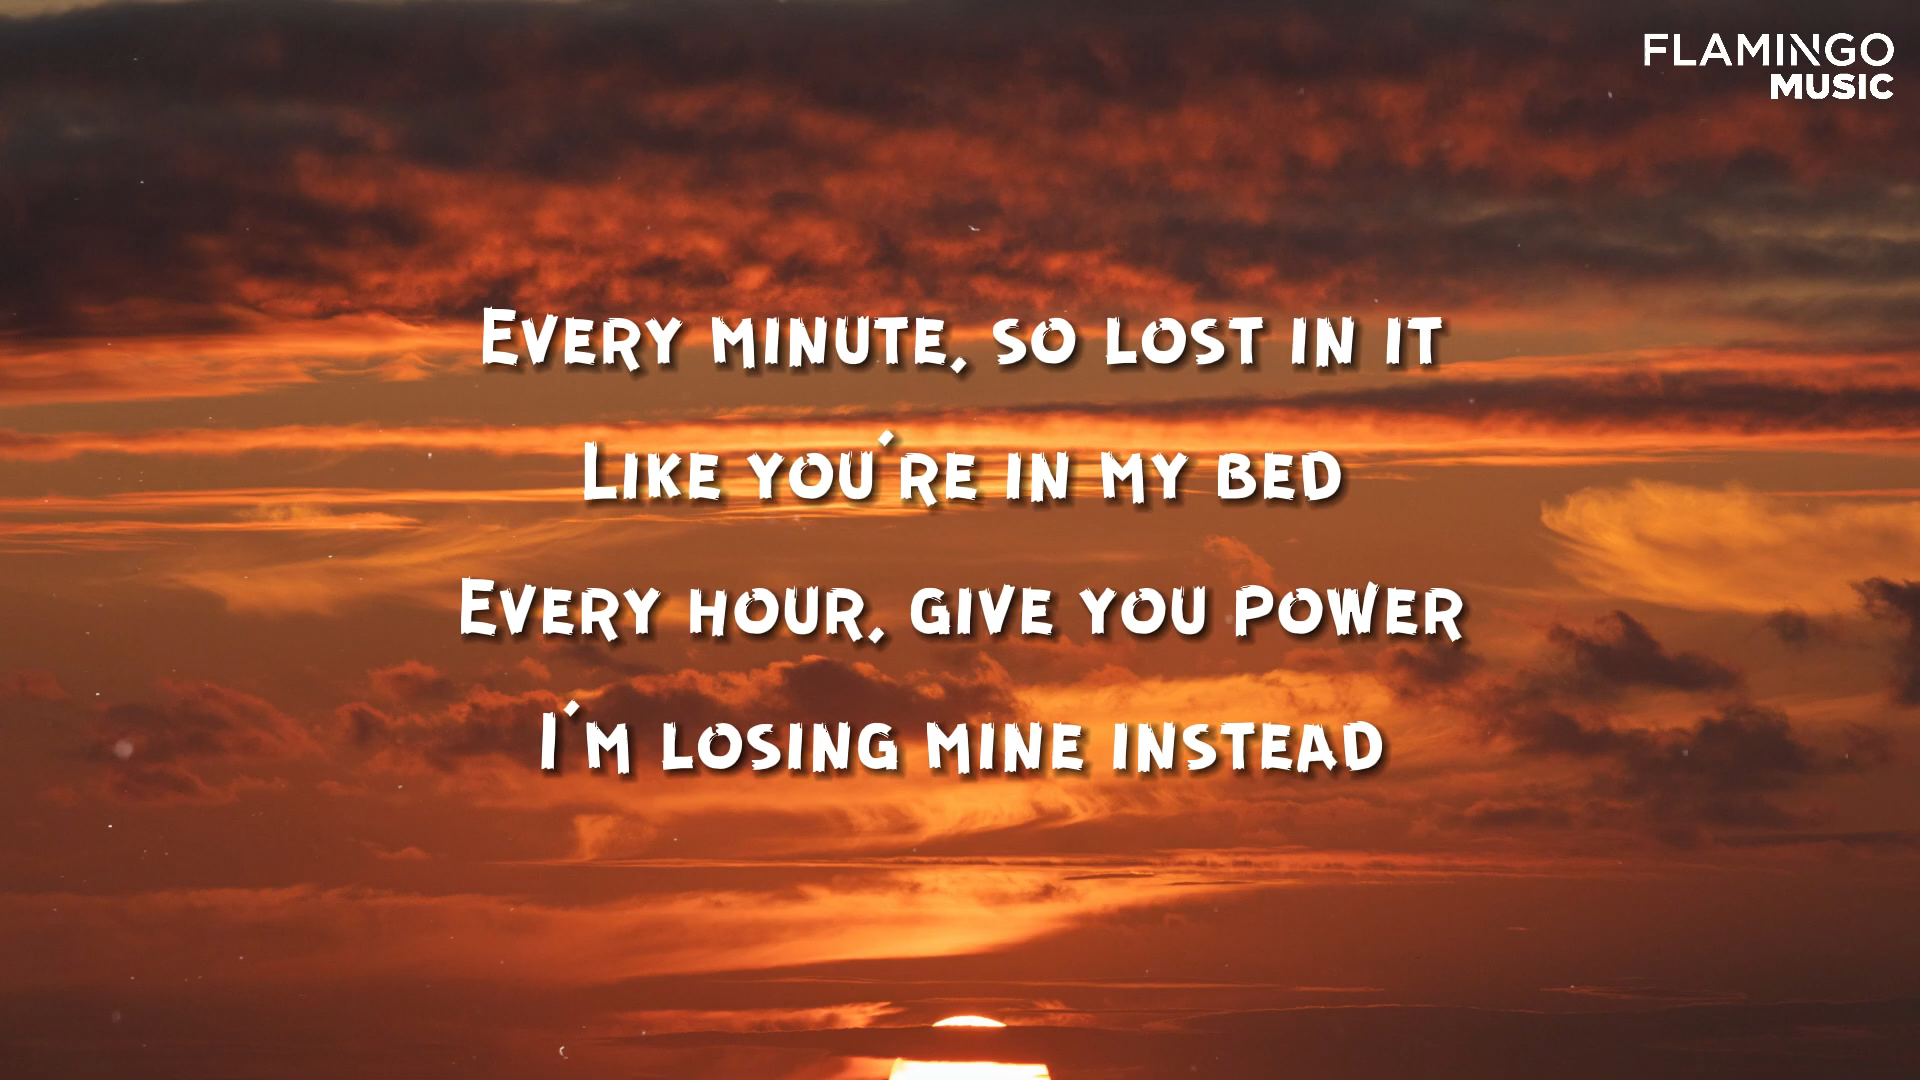 FLAMINGO
MUSIC
Every minute, so lost in it
Like you're in my bed
Every hour, give you power
I'm losing mine instead